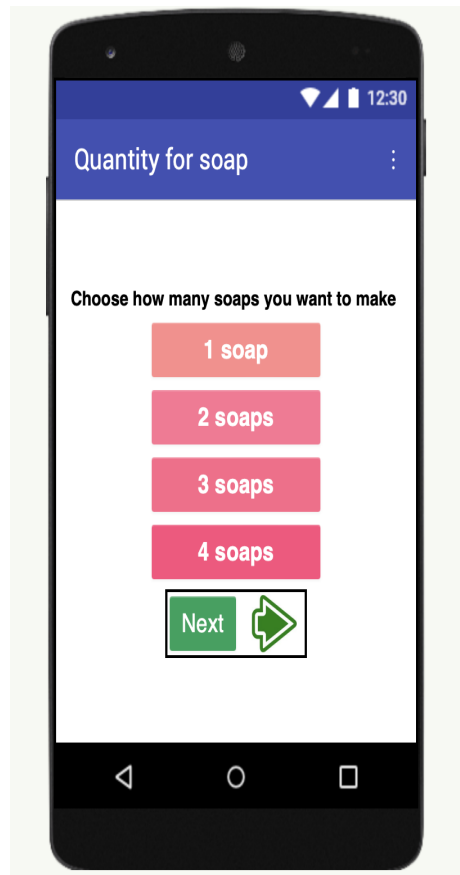 12:30
Quantity for soap
Choose how many soaps you want to make
1 soap
2 soaps
3 soaps
4 soaps
Next